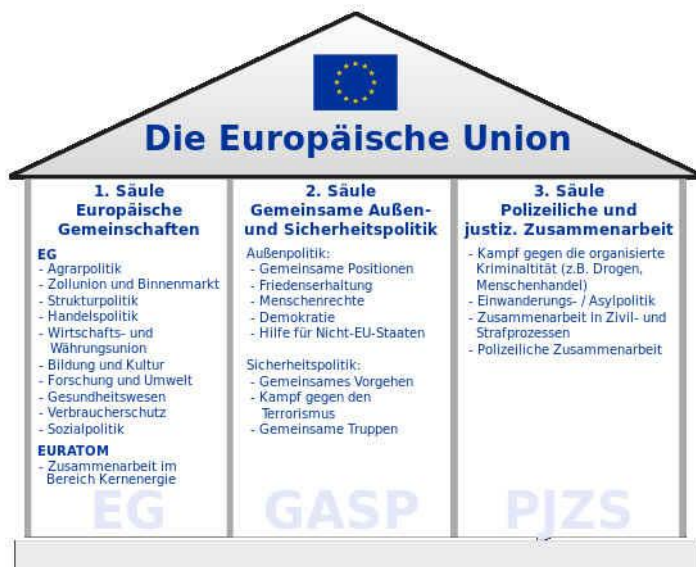 Die Europäische Union
1. Säule
Europäische
Gemeinschaften
EG
- Agrarpolitik
- Zollunion und Binnenmarkt
- Strukturpolitik
- Handelspolitik
- Wirtschafts- und
Währungsunion
- Bildung und Kultur
- Forschung und Umwelt
- Gesundheitswesen
- Verbraucherschutz
- Sozialpolitik
EURATOM
- Zusammenarbeit im
Bereich Kernenergie
EG
2. Säule
Gemeinsame Außen-
und Sicherheitspolitik
Außenpolitik:
- Gemeinsame Positionen
- Friedenserhaltung
- Menschenrechte
- Demokratie
- Hilfe für Nicht-EU-Staaten
Sicherheitspolitik:
- Gemeinsames Vorgehen
- Kampf gegen den
Terrorismus
- Gemeinsame Truppen
GASP
3. Säule
Polizeiliche und
justiz. Zusammenarbeit
- Kampf gegen die organisierte
Kriminaltität (z.B. Drogen,
Menschenhandel)
- Einwanderungs- / Asylpolitik
- Zusammenarbeit in Zivil- und
Strafprozessen
- Polizeiliche Zusammenarbeit
PJZS